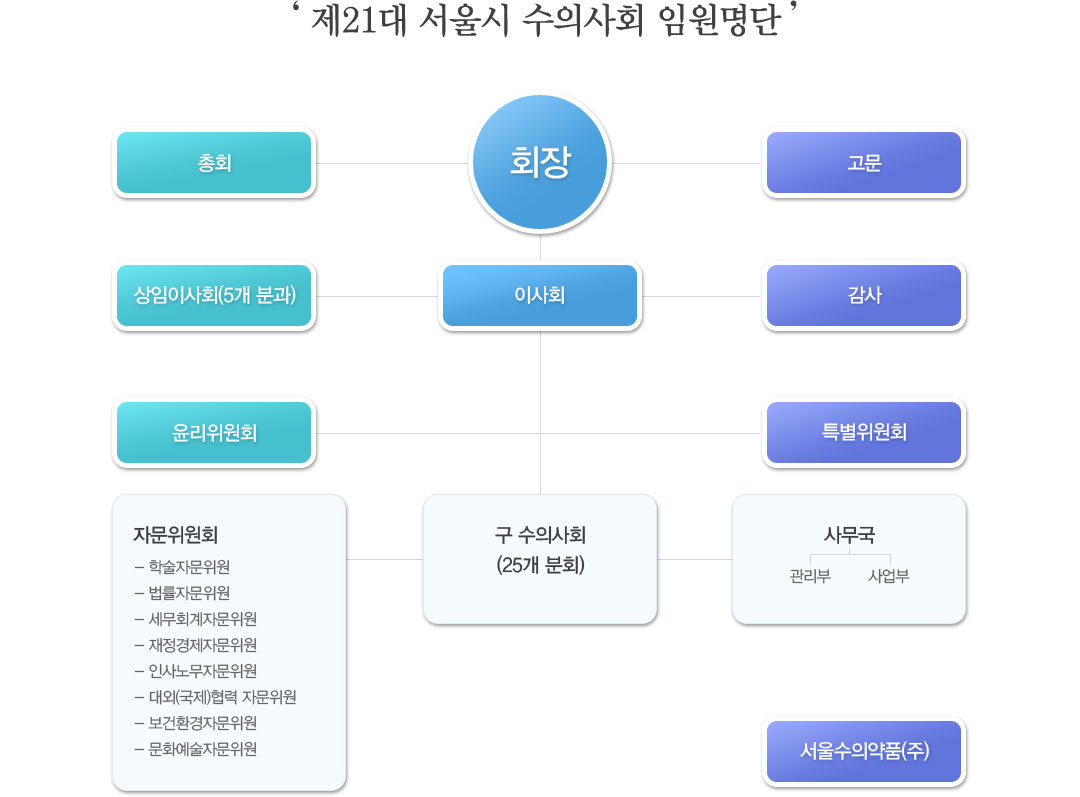 ‘ 제21대 서울시 수의사회 임원명단 ’
총회
회장
고문
상임이사회(5개 분과)
이사회
감사
윤리위원회
특별위원회
자문위원회
– 학술자문위원
– 법률자문위원
– 세무회계자문위원
– 재정경제자문위원
– 인사노무자문위원
– 대외(국제)협력 자문위원
– 보건환경자문위원
– 문화예술자문위원
구 수의사회
(25개 분회)
사무국
관리부
사업부
서울수의약품(주)